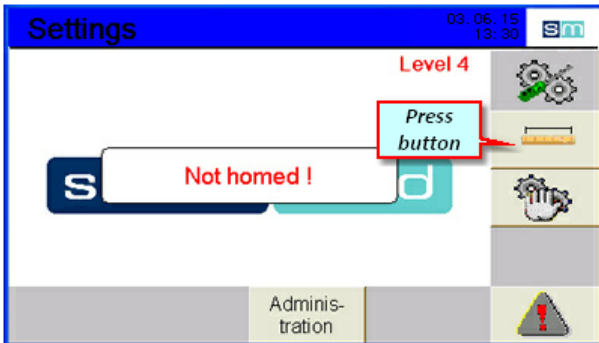 Settings
03. 06. 15
13: 30
sm
Level 4
Press
button
s
Not homed !
d
Adminis-
tration